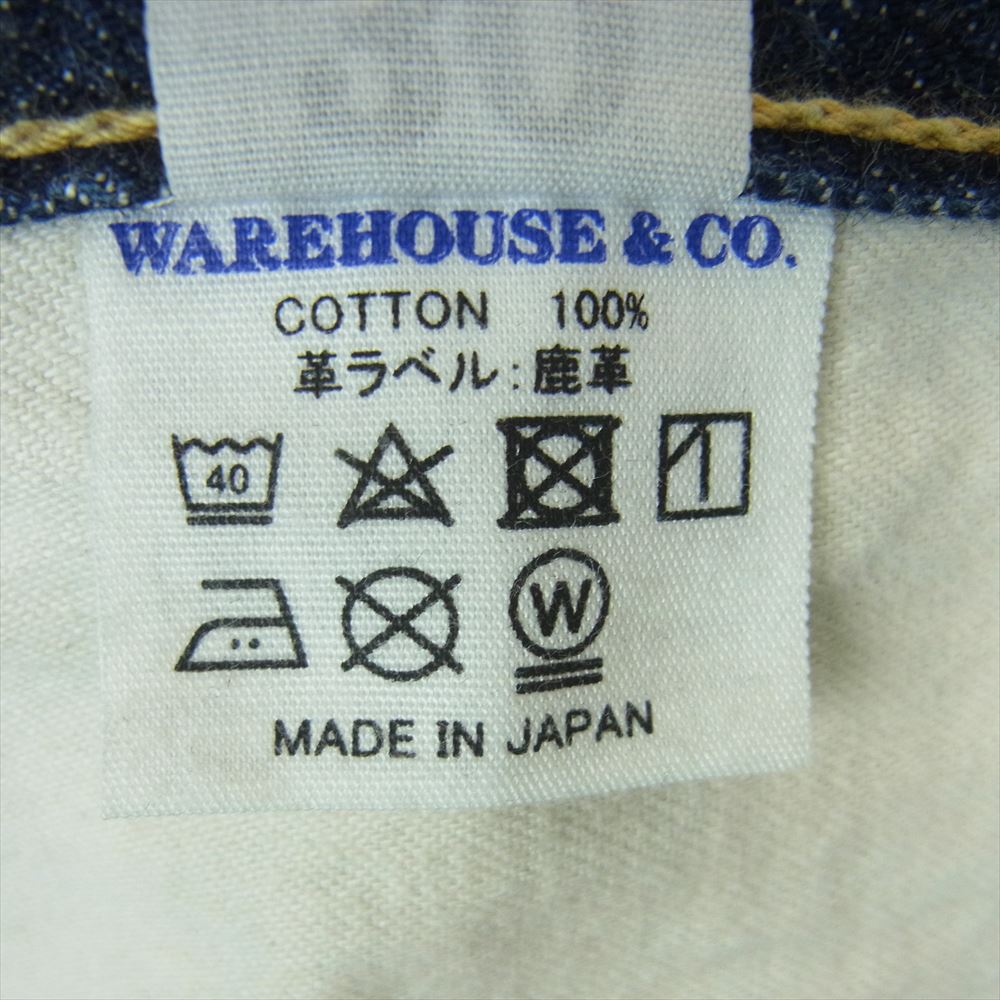 WAREHOUSE & CO.
COTTON 100%
革ラベル:鹿革
40
W
MADE IN JAPAN